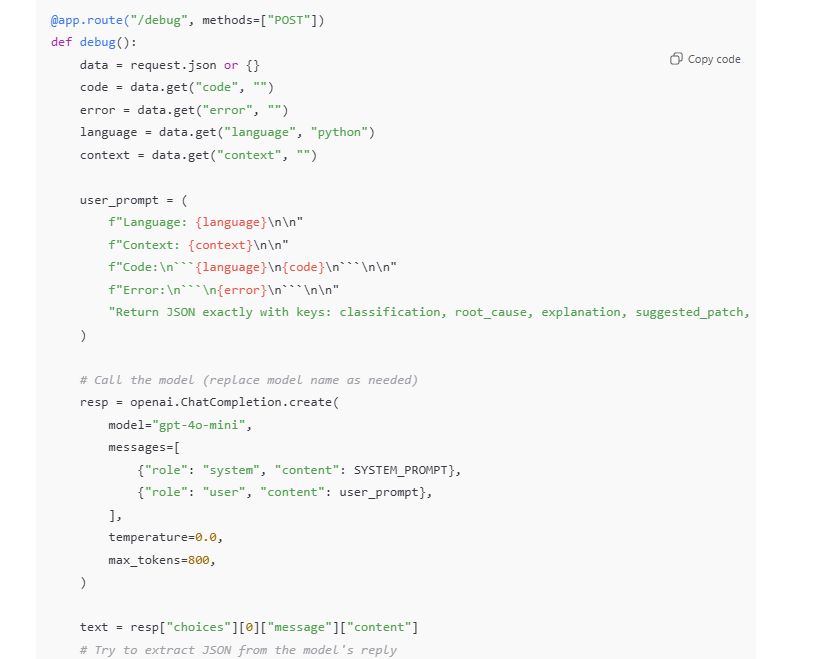 @app.route("/debug", methods=["POST"])
def debug():
    data = request.json or {}
Copy code
    code = data.get("code", "")
    error = data.get("error", "")
    language = data.get("language", "python")
    context = data.get("context", "")

    user_prompt = (
        f"Language: {language}\n\n"
        f"Context: {context}\n\n"
        f"Code:\n```{language}\n{code}\n```\n\n"
        f"Error:\n```\n{error}\n```\n\n"
        "Return JSON exactly with keys: classification, root_cause, explanation, suggested_patch,
    )

    # Call the model (replace model name as needed)
    resp = openai.ChatCompletion.create(
        model="gpt-4o-mini",
        messages=[
            {"role": "system", "content": SYSTEM_PROMPT},
            {"role": "user", "content": user_prompt},
        ],
        temperature=0.0,
        max_tokens=800,
    )

    text = resp["choices"][0]["message"]["content"]
    # Try to extract JSON from the model's reply